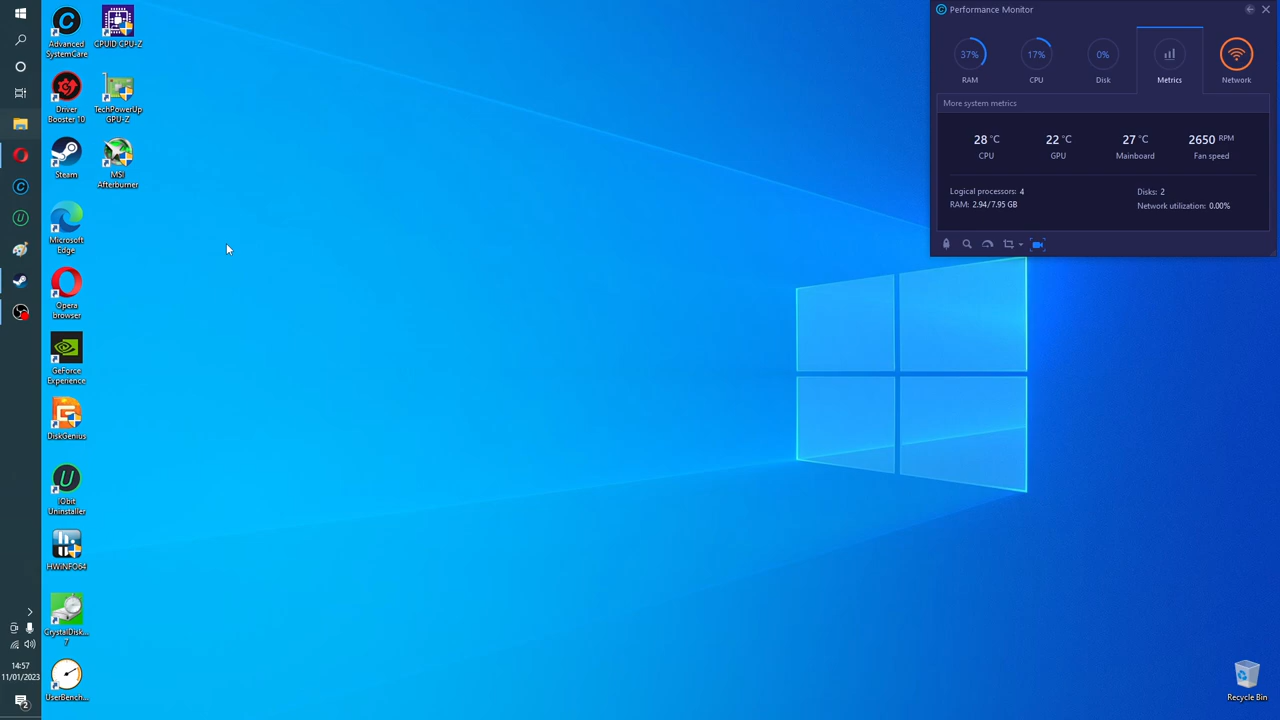 Advanced
SystemCare
CPUID CPU-Z
Driver
Booster 10
TechPowerUp
GPU-Z
Steam
MSI
Afterburner
Microsoft
Edge
Opera
browser
GeForce
Experience
DiskGenius
IObit
Uninstaller
HWiNFO64
CrystalDisk...
7
UserBench...
14:57
11/01/2023
2
Performance Monitor
37%
RAM
17%
CPU
0%
Disk
Metrics
Network
More system metrics
28 °C
CPU
22 °C
GPU
27 °C
Mainboard
2650 RPM
Fan speed
Logical processors: 4
Disks: 2
RAM: 2.94/7.95 GB
Network utilization: 0.00%
Recycle Bin